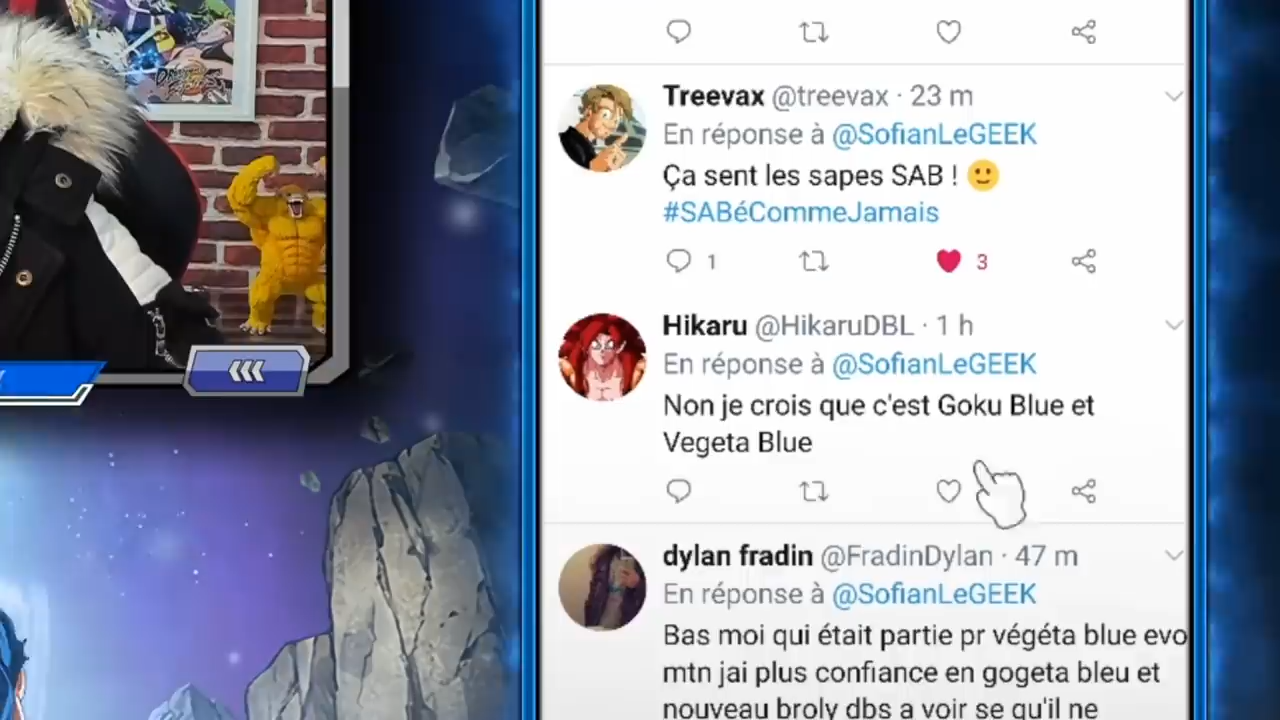 Treevax @treevax · 23 m
En réponse à @SofianLeGEEK
Ça sent les sapes SAB ! 🙂
#SABéCommeJamais
1
3
Hikaru @HikaruDBL · 1 h
En réponse à @SofianLeGEEK
Non je crois que c'est Goku Blue et
Vegeta Blue
dylan fradin @FradinDylan · 47 m
En réponse à @SofianLeGEEK
Bas moi qui était partie pr végéta blue evo
mtn jai plus confiance en gogeta bleu et
nouveau broly dbs a voir se qu'il ne